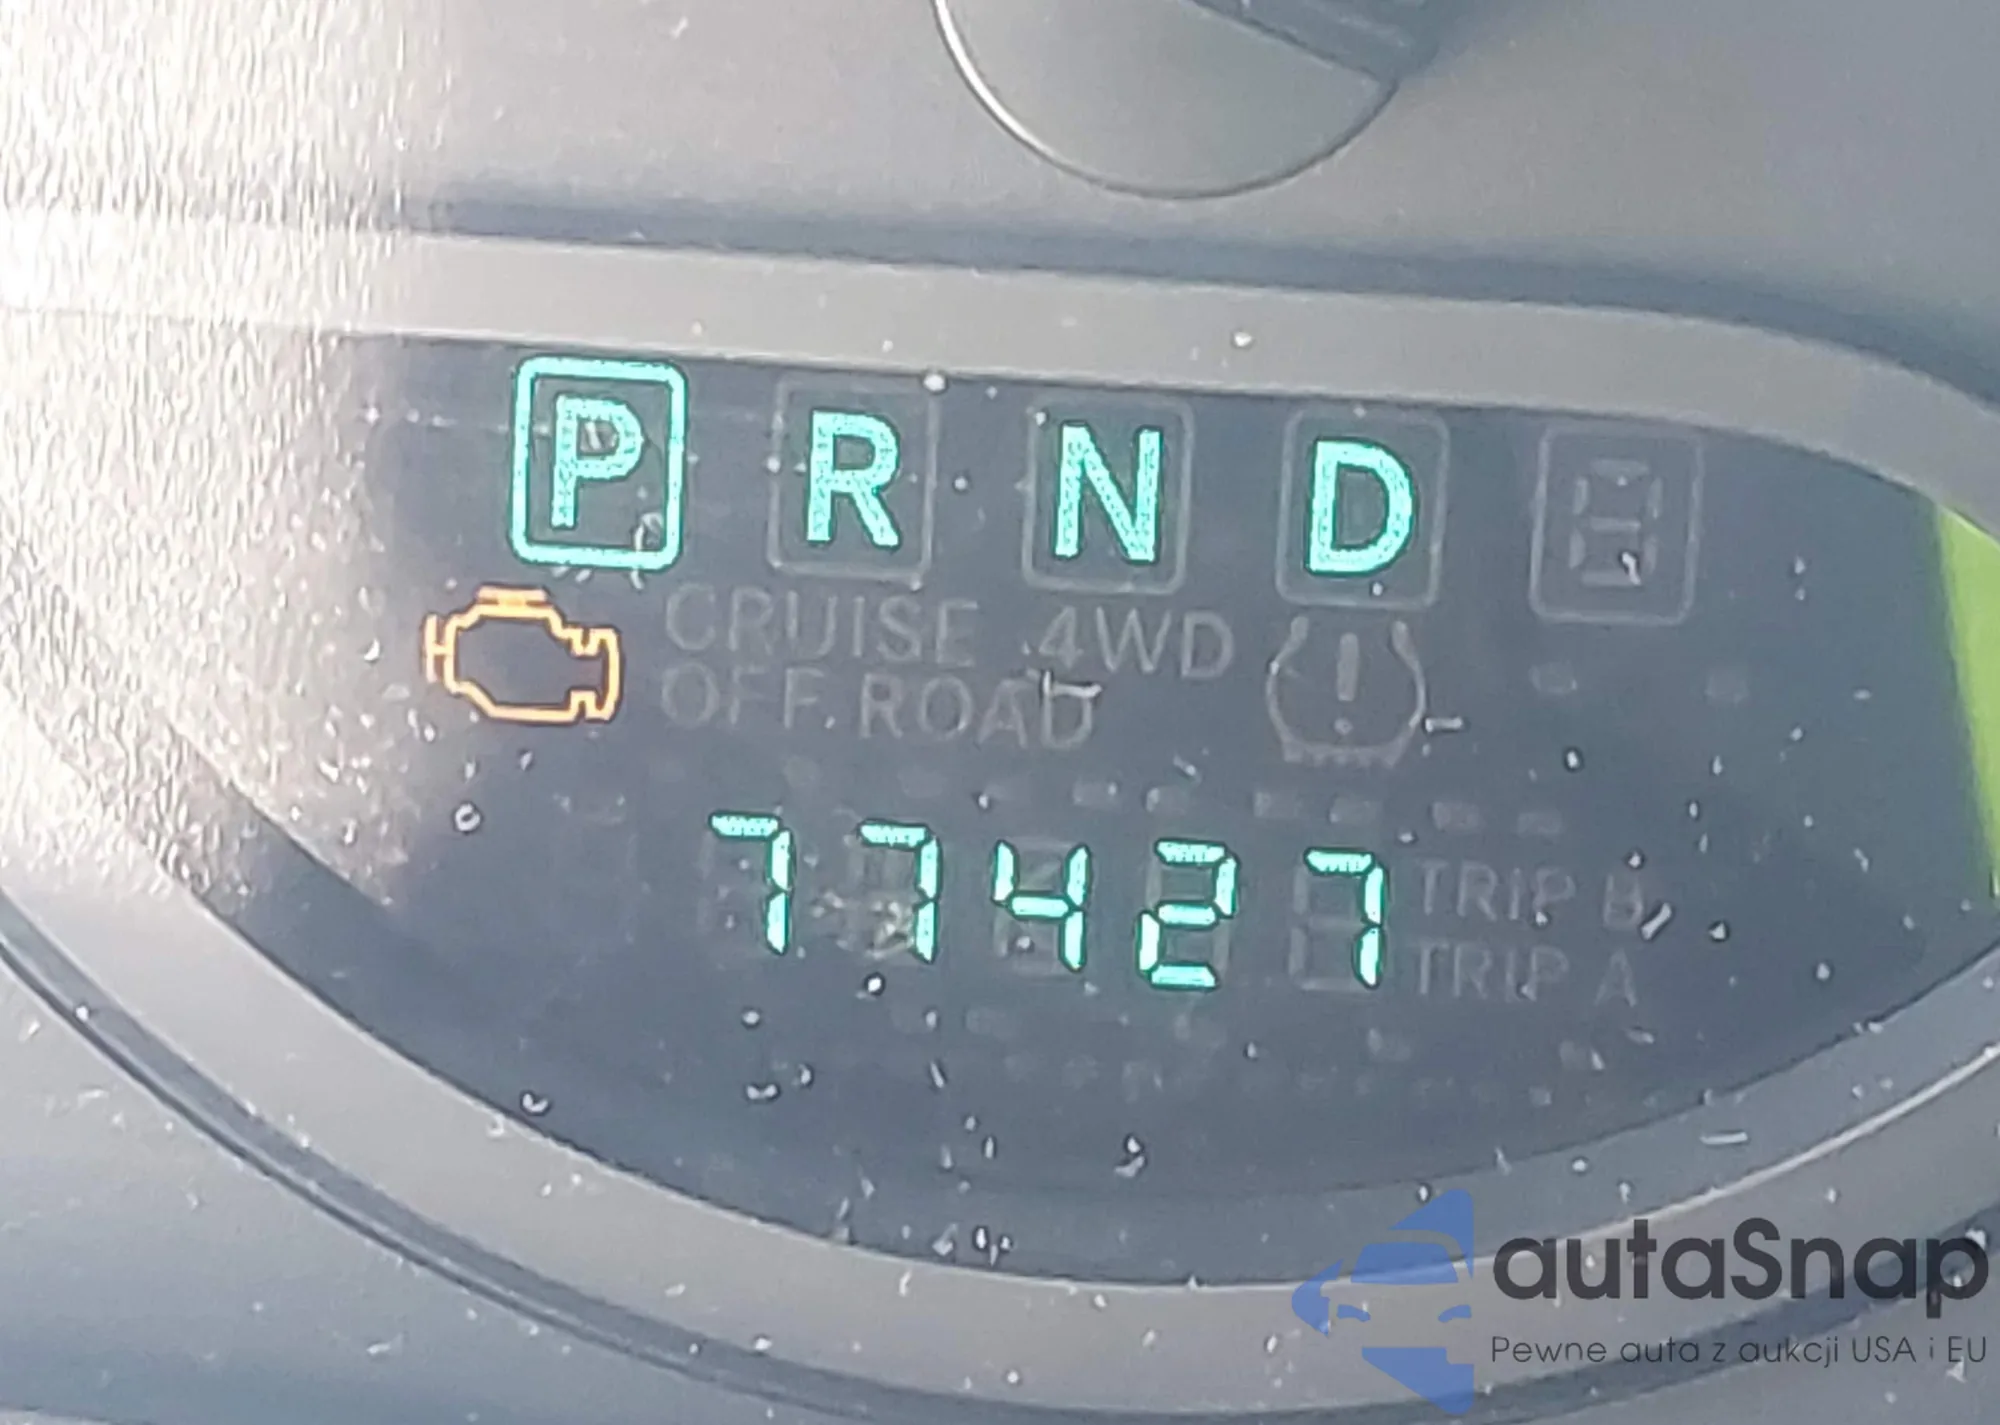 P R N D
CRUISE 4WD
OFF ROAD
77427
TRIP B
TRIP A
autaSnap
Pewne auta z aukcji USA i EU